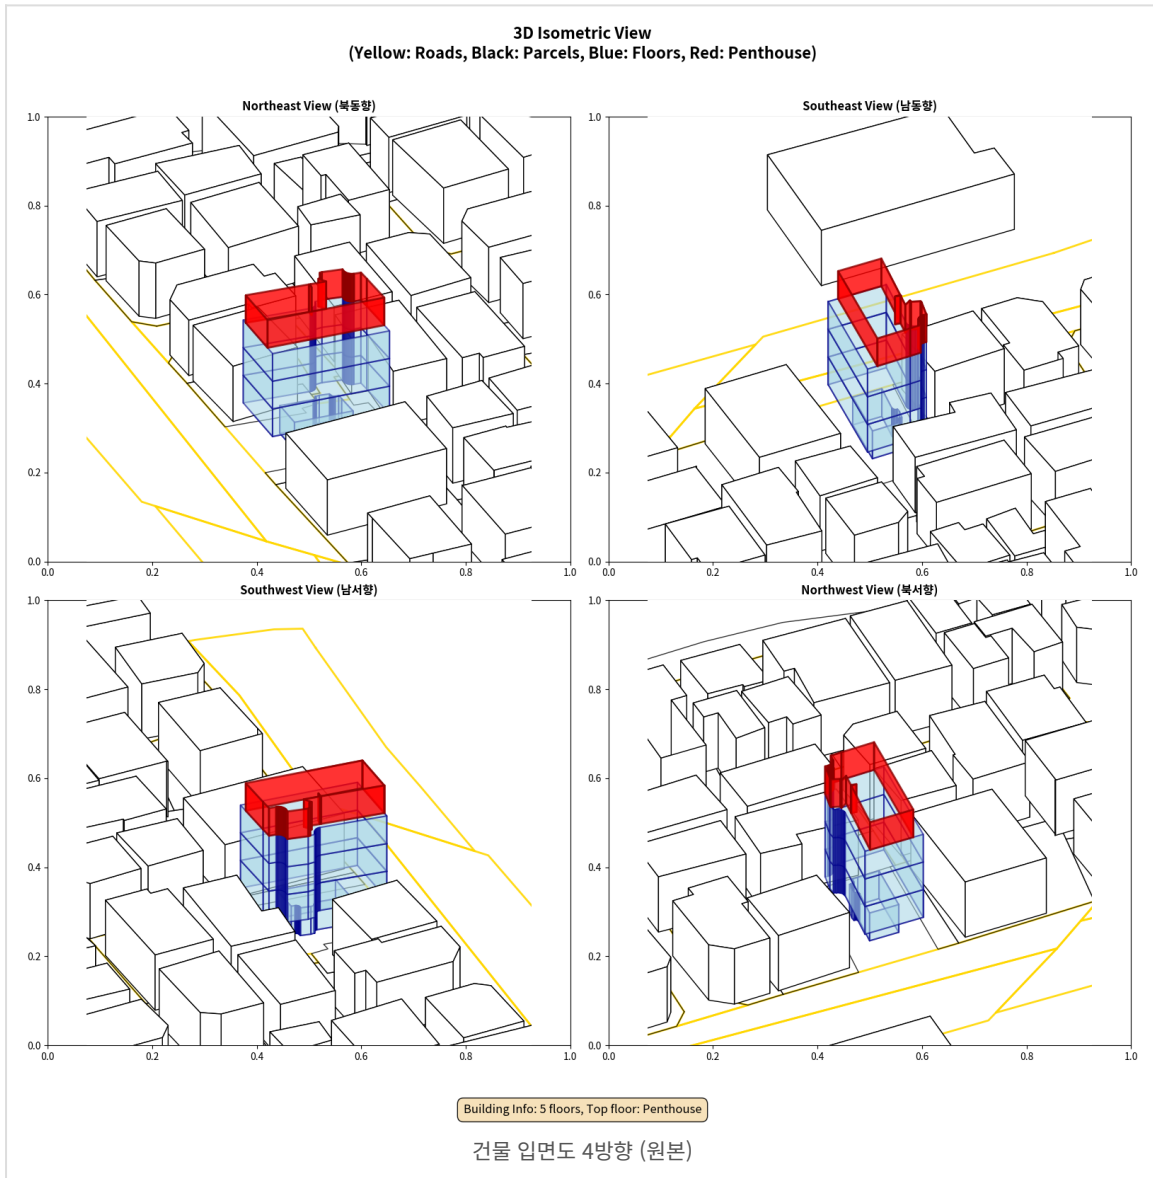 3D Isometric View
(Yellow: Roads, Black: Parcels, Blue: Floors, Red: Penthouse)
Northeast View (북동향)
Southeast View (남동향)
1.0
0.8
0.6
0.4
0.2
0.0
0.0 0.2 0.4 0.6 0.8 1.0
1.0
0.8
0.6
0.4
0.2
0.0
0.0 0.2 0.4 0.6 0.8 1.0
Southwest View (남서향)
Northwest View (북서향)
1.0
0.8
0.6
0.4
0.2
0.0
0.0 0.2 0.4 0.6 0.8 1.0
1.0
0.8
0.6
0.4
0.2
0.0
0.0 0.2 0.4 0.6 0.8 1.0
Building Info: 5 floors, Top floor: Penthouse
건물 입면도 4방향 (원본)